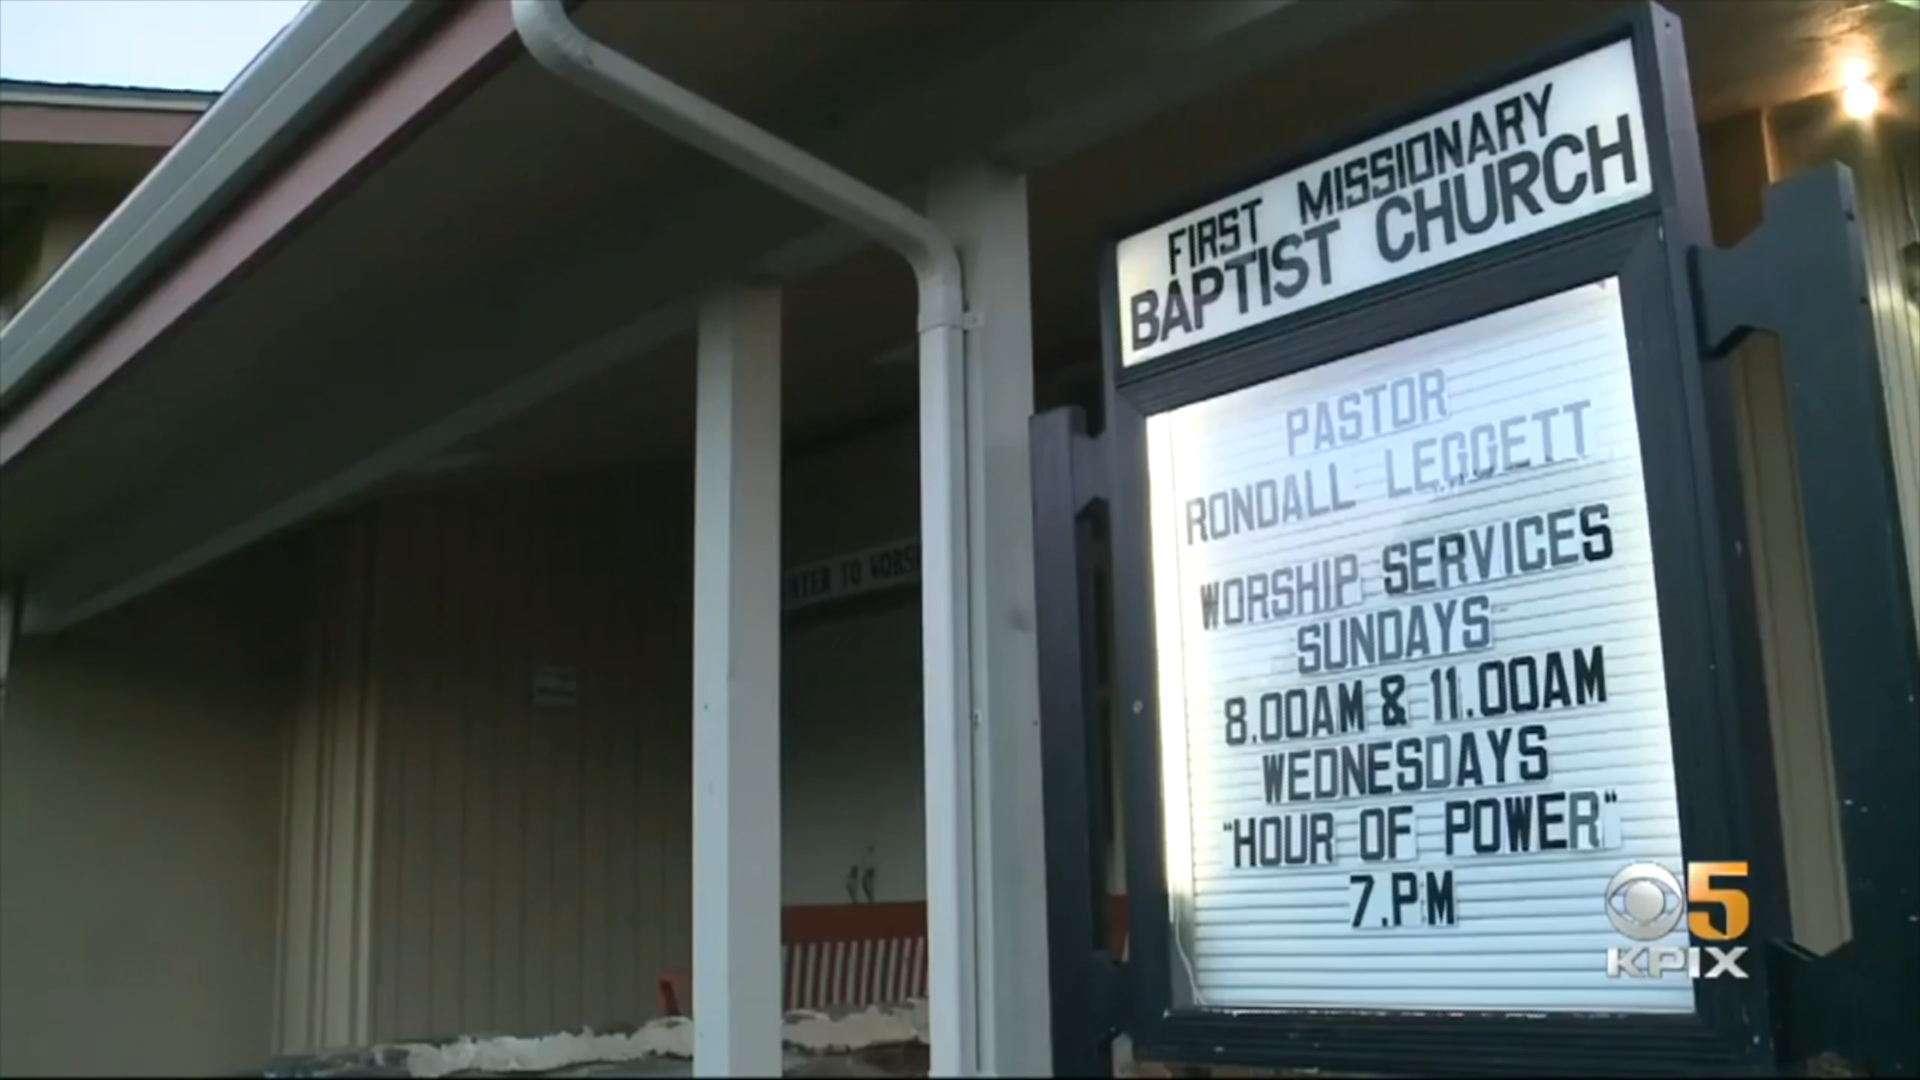 FIRST MISSIONARY
BAPTIST CHURCH
PASTOR
RONDALL LEGGETT
WORSHIP SERVICES
SUNDAYS
8.00AM & 11.00AM
WEDNESDAYS
"HOUR OF POWER"
7.PM
TO
5
KPIX